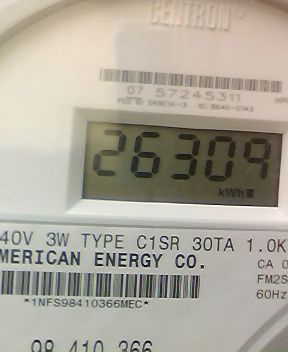 CENTRON®
07 57245311
26309
kWh
40V 3W TYPE C1SR 30TA 1.0K
MERICAN ENERGY CO.
CA 0
FM2S
60Hz
*1NFS98410366MEC*
98 410 366